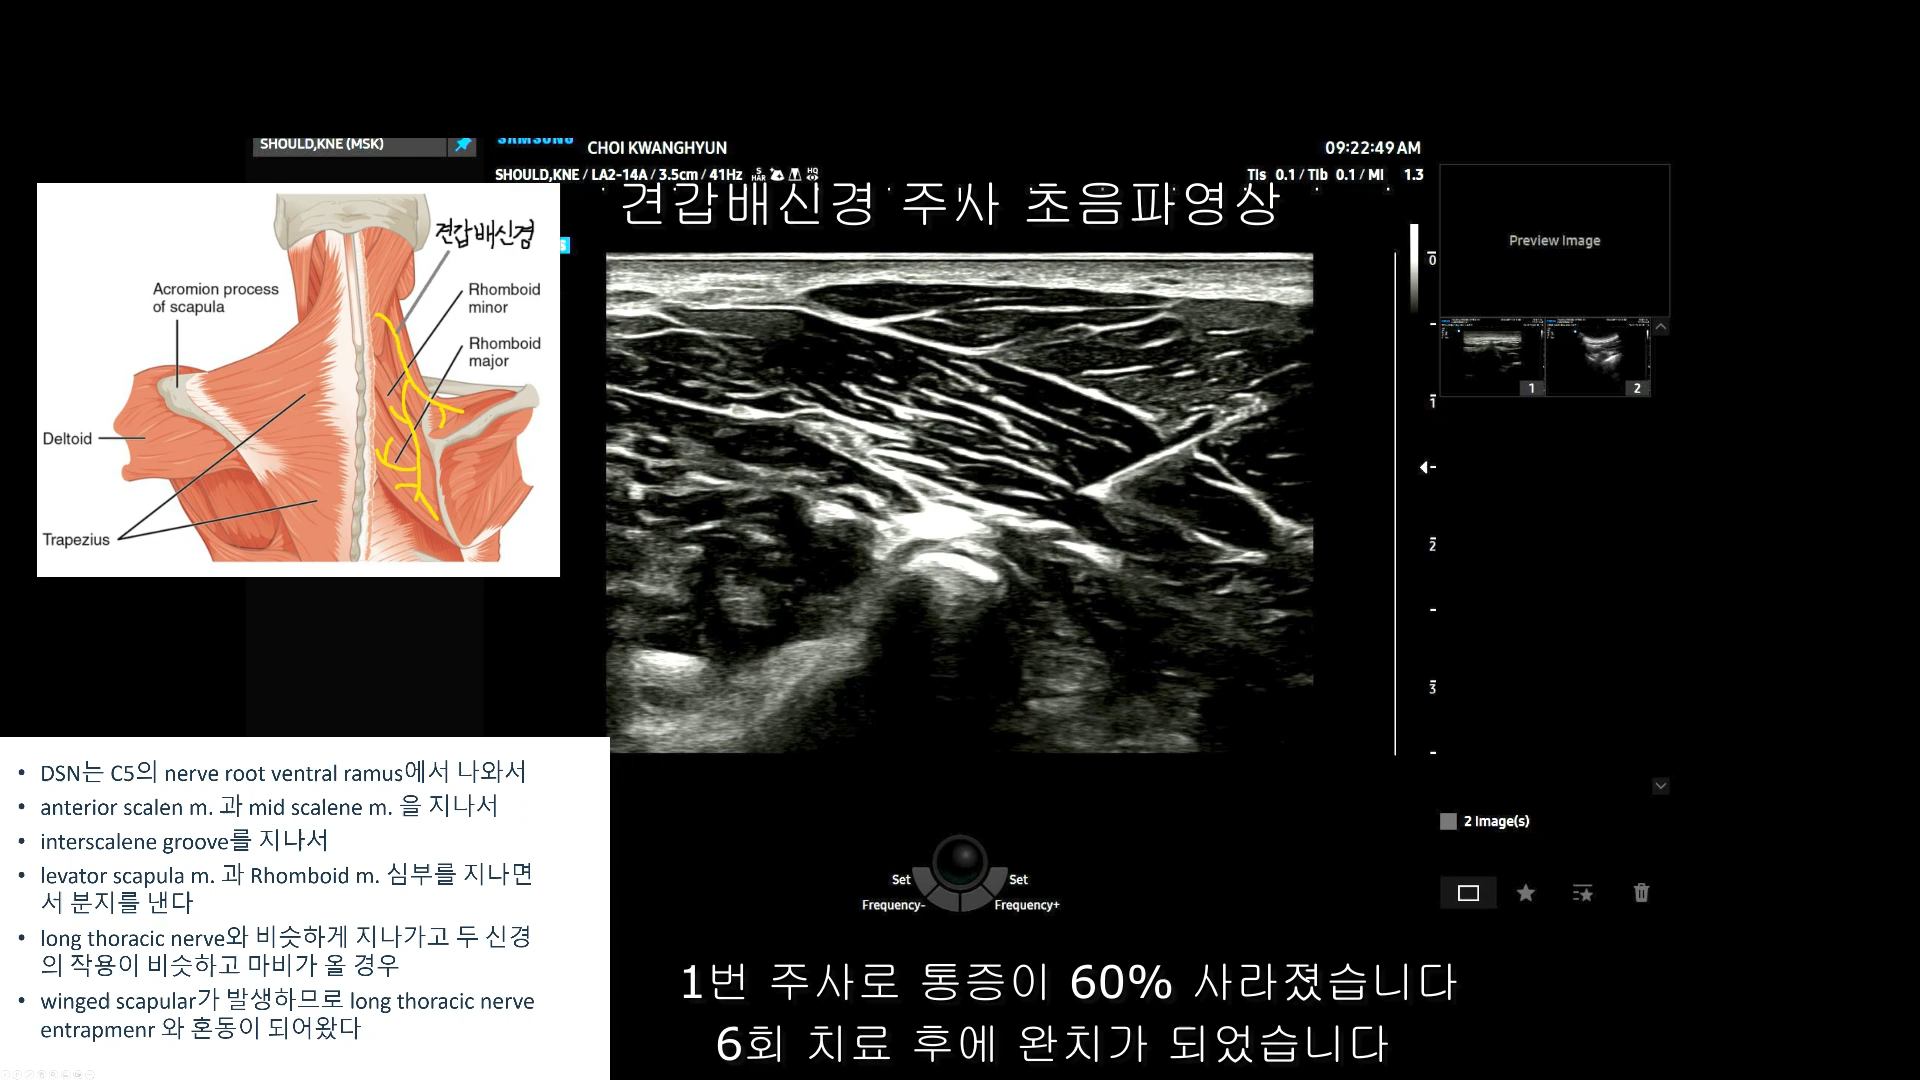 SHOULD,KNE (MSK)
SAMSUNG
CHOI KWANGHYUN
09:22:49 AM
SHOULD,KNE / LA2-14A / 3.5cm / 41Hz
S HAR
HQ
TIs 0.1 / TIb 0.1 / MI 1.3
견갑배신경 주사 초음파영상
S
견갑배신경
Acromion process
of scapula
Rhomboid
minor
Rhomboid
major
Deltoid
Trapezius
0
1
2
3
Preview Image
1
2
2 Image(s)
Set
Set
Frequency-
Frequency+
• DSN는 C5의 nerve root ventral ramus에서 나와서
• anterior scalen m. 과 mid scalene m. 을 지나서
• interscalene groove를 지나서
• levator scapula m. 과 Rhomboid m. 심부를 지나면
서 분지를 낸다
• long thoracic nerve와 비슷하게 지나가고 두 신경
의 작용이 비슷하고 마비가 올 경우
• winged scapular가 발생하므로 long thoracic nerve
entrapmenr 와 혼동이 되어왔다
1번 주사로 통증이 60% 사라졌습니다
6회 치료 후에 완치가 되었습니다